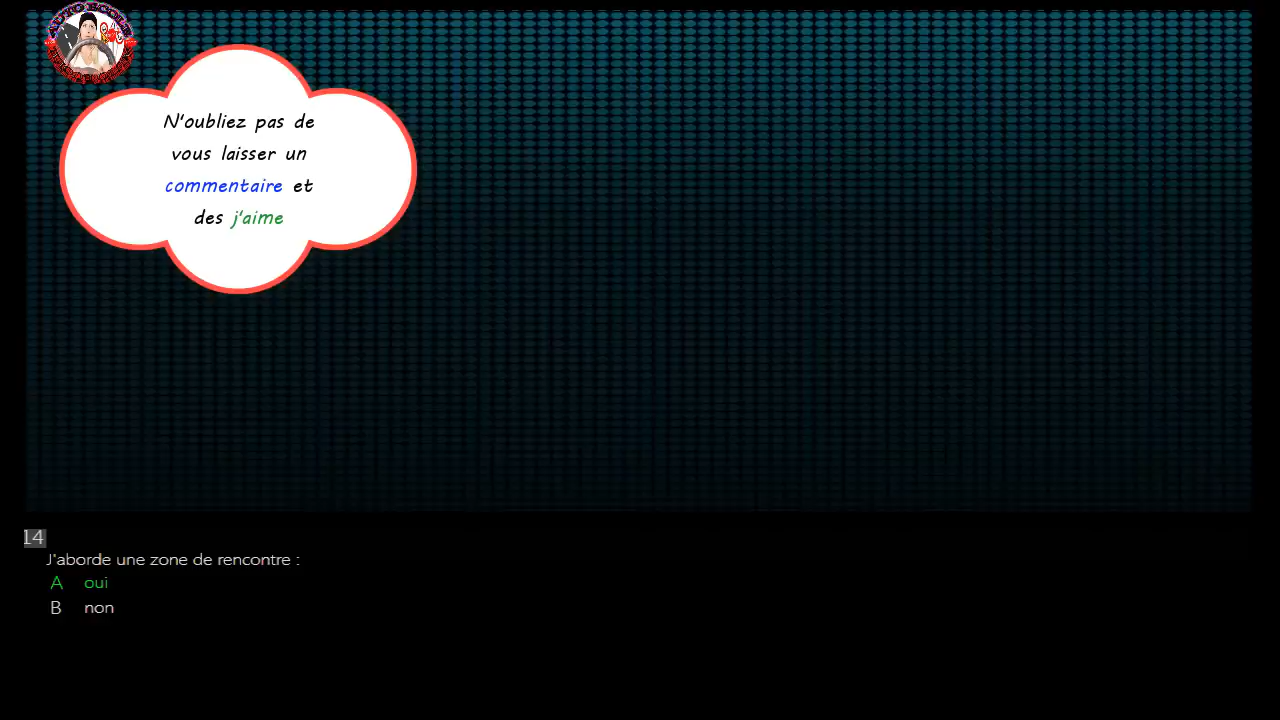 N'oubliez pas de
vous laisser un
commentaire et
des j'aime
14
J'aborde une zone de rencontre :
A oui
B non